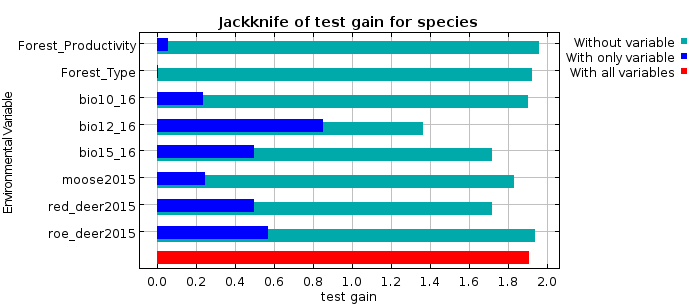 Jackknife of test gain for species
Environmental Variable
Forest_Productivity
Forest_Type
bio10_16
bio12_16
bio15_16
moose2015
red_deer2015
roe_deer2015
Without variable
With only variable
With all variables
0.0 0.2 0.4 0.6 0.8 1.0 1.2 1.4 1.6 1.8 2.0
test gain